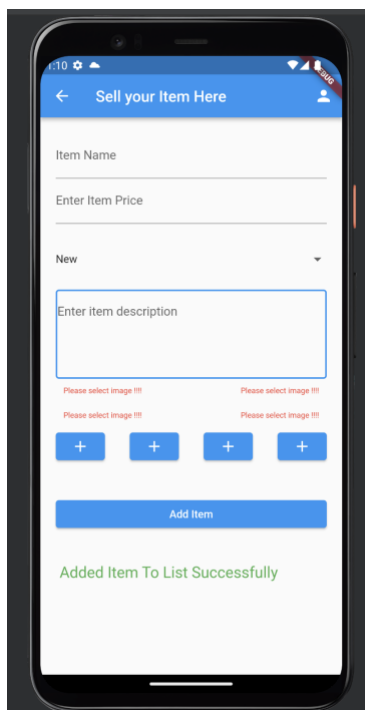 1:10
DEBUG
Sell your Item Here
Item Name
Enter Item Price
New
Enter item description
Please select image !!!! Please select image !!!!
Please select image !!!! Please select image !!!!
+ + + +
Add Item
Added Item To List Successfully